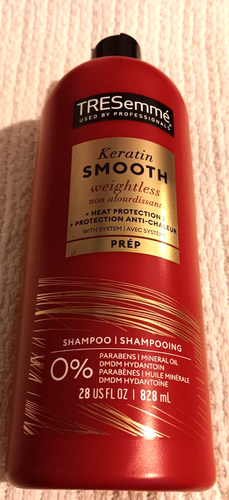 TRESemmé
USED BY PROFESSIONALS
Keratin
SMOOTH
weightless
non alourdissant
+ HEAT PROTECTION |
+ PROTECTION ANTI-CHALEUR
WITH SYSTEM | AVEC SYSTÈME
PRÉP
SHAMPOO | SHAMPOOING
0% PARABENS | MINERAL OIL
DMDM HYDANTOIN
PARABÈNES | HUILE MINÉRALE
DMDM HYDANTOÏNE
28 US FL OZ | 828 mL